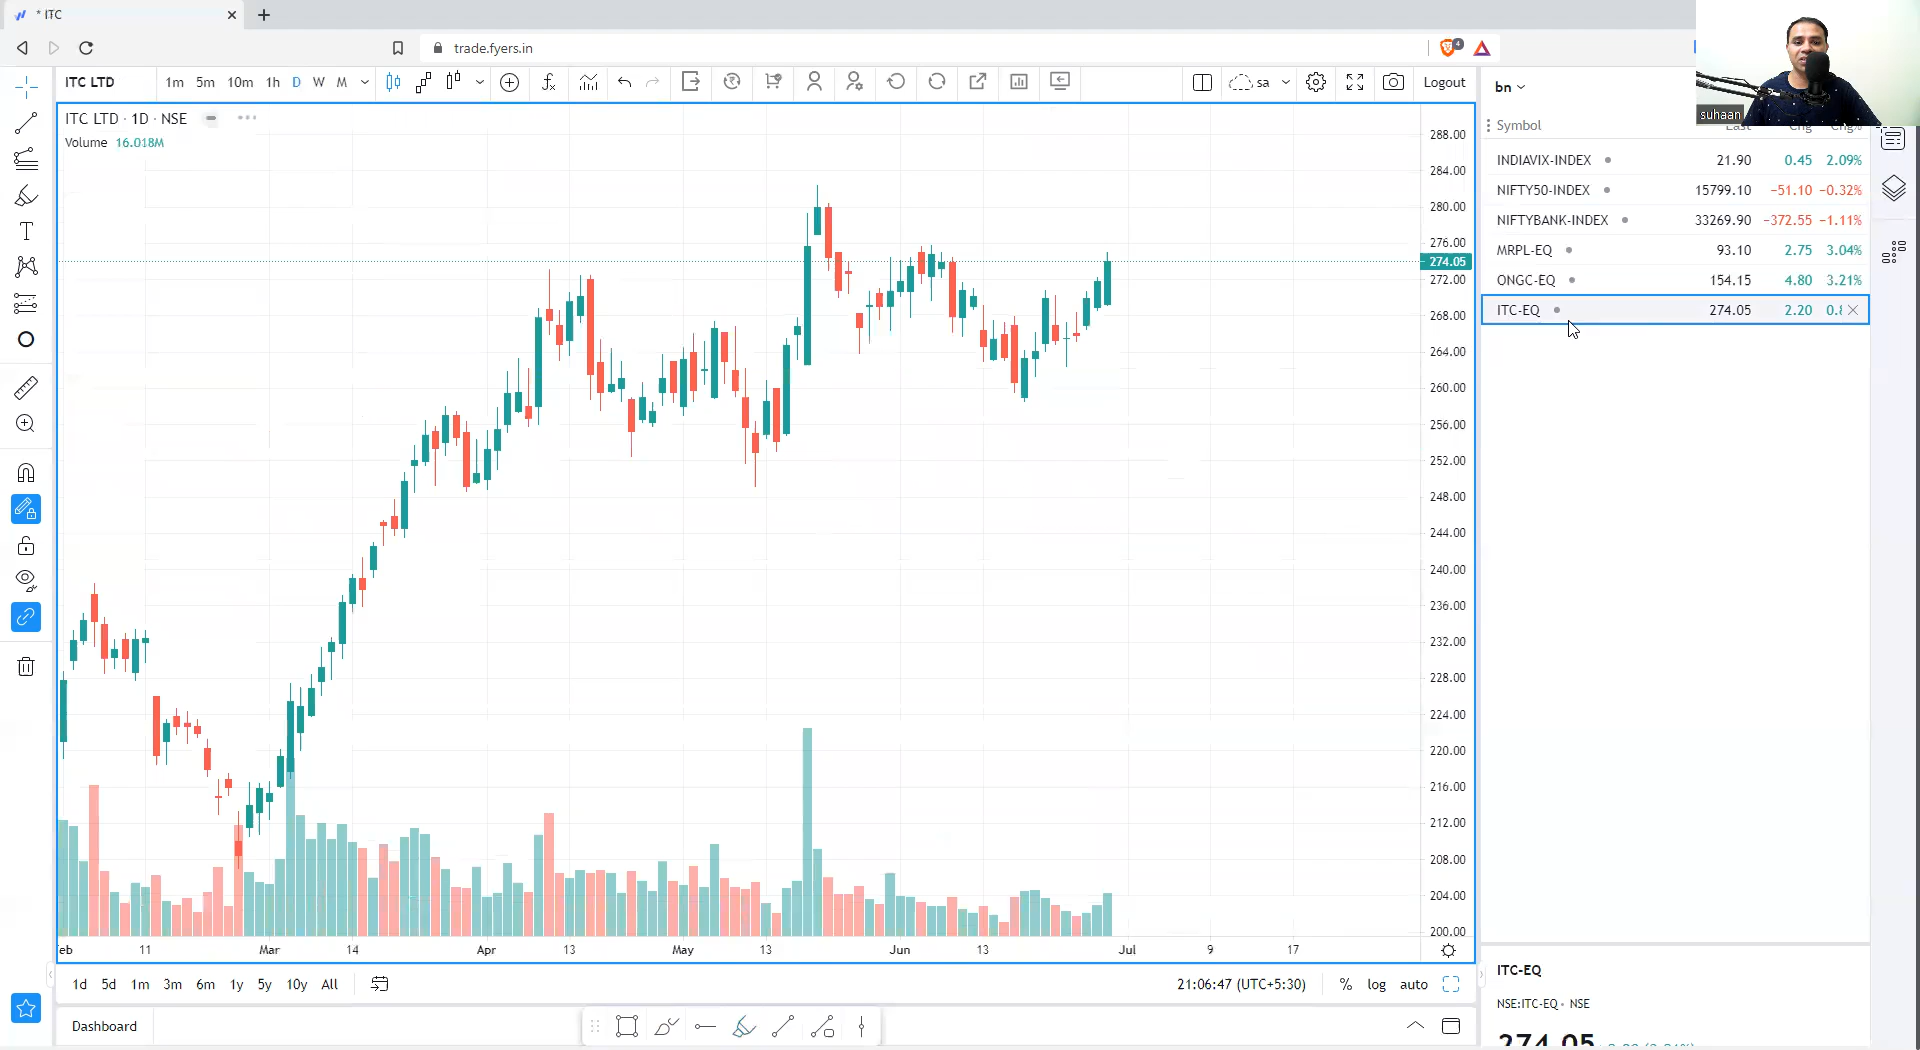 * ITC
trade.fyers.in
4
ITC LTD 1m 5m 10m 1h D W M sa Logout
bn
suhaan
ITC LTD · 1D · NSE
Volume 16.018M
Symbol Last Chg Chg%
INDIAVIX-INDEX 21.90 0.45 2.09%
NIFTY50-INDEX 15799.10 −51.10 −0.32%
NIFTYBANK-INDEX 33269.90 −372.55 −1.11%
MRPL-EQ 93.10 2.75 3.04%
ONGC-EQ 154.15 4.80 3.21%
ITC-EQ 274.05 2.20
288.00
284.00
280.00
276.00
274.05
272.00
268.00
264.00
260.00
256.00
252.00
248.00
244.00
240.00
236.00
232.00
228.00
224.00
220.00
216.00
212.00
208.00
204.00
200.00
11 Mar 14 Apr 13 May 13 Jun 13 Jul 9 17
1d 5d 1m 3m 6m 1y 5y 10y All
21:06:47 (UTC+5:30) % log auto
Dashboard
ITC-EQ
NSE:ITC-EQ • NSE
274.05